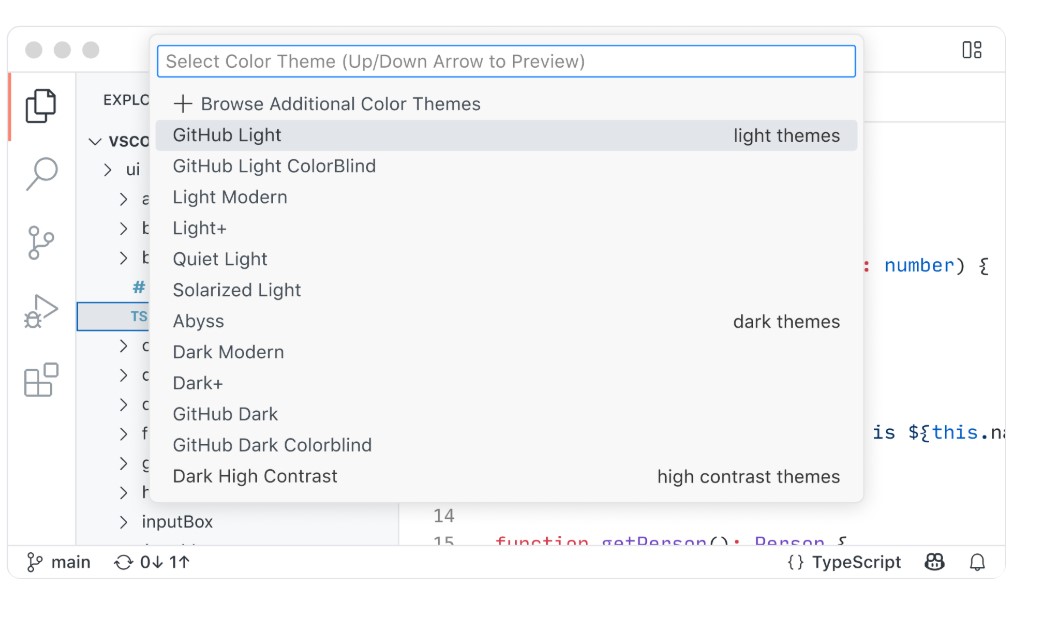 Select Color Theme (Up/Down Arrow to Preview)
EXPLO
Browse Additional Color Themes
GitHub Light light themes
VSCO
GitHub Light ColorBlind
ui
Light Modern
Light+
Quiet Light
: number) {
#
Solarized Light
TS
Abyss dark themes
Dark Modern
Dark+
GitHub Dark
is ${this.na
GitHub Dark Colorblind
Dark High Contrast high contrast themes
14
inputBox
15 function getPerson(): Person {
main 0↓ 1↑ {} TypeScript